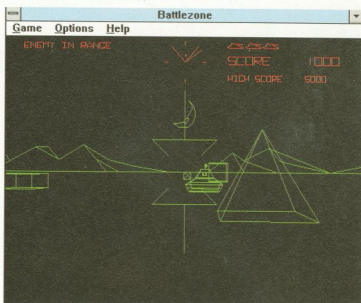 Battlezone
Game Options Help
ENEMY IN RANGE
SCORE 1000
HIGH SCORE 5000